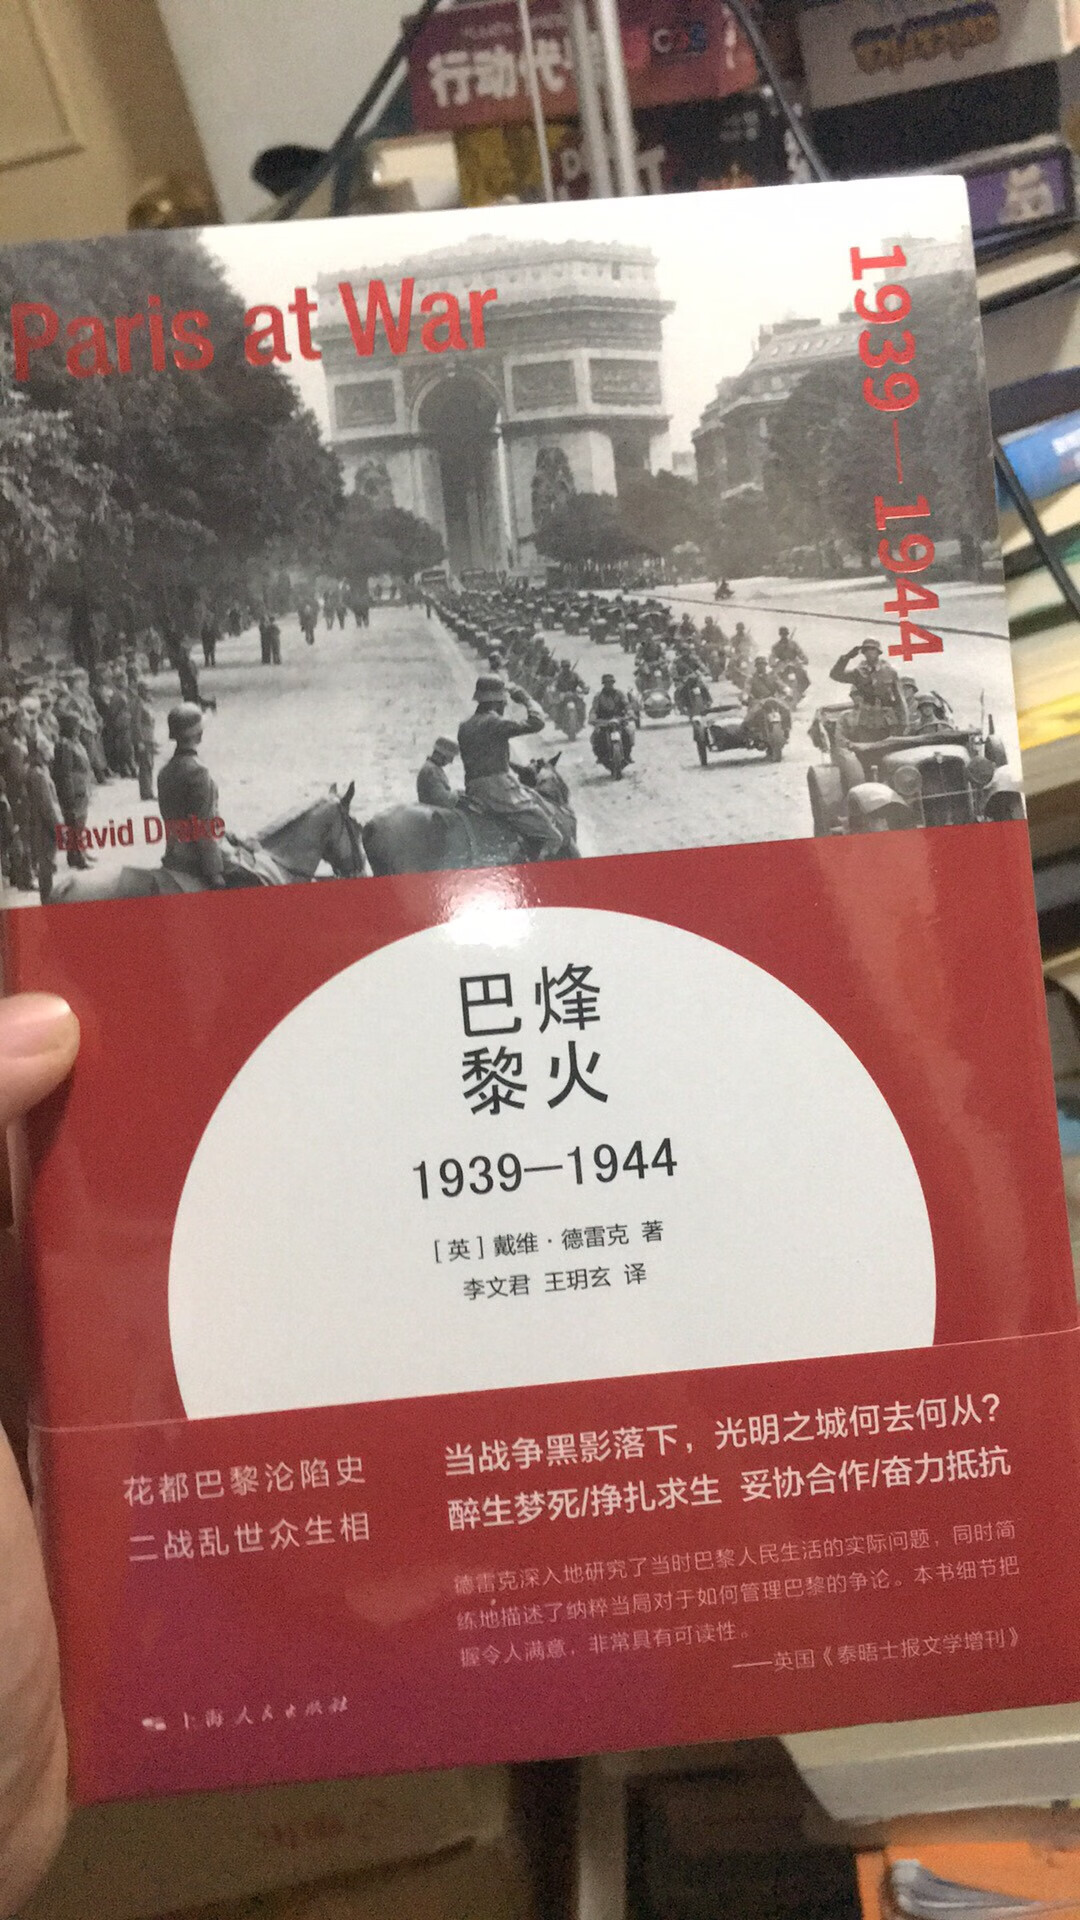 行动代号
Paris at War
1939—1944
David Drake
巴黎
烽火
1939—1944
[英]戴维·德雷克 著
李文君 王玥玄 译
花都巴黎沦陷史
二战乱世众生相
当战争黑影落下，光明之城何去何从？
醉生梦死/挣扎求生 妥协合作/奋力抵抗
德雷克深入地研究了当时巴黎人民生活的实际问题，同时简
练地描述了纳粹当局对于如何管理巴黎的争论。本书细节把
握令人满意，非常具有可读性。
——英国《泰晤士报文学增刊》
上海人民出版社